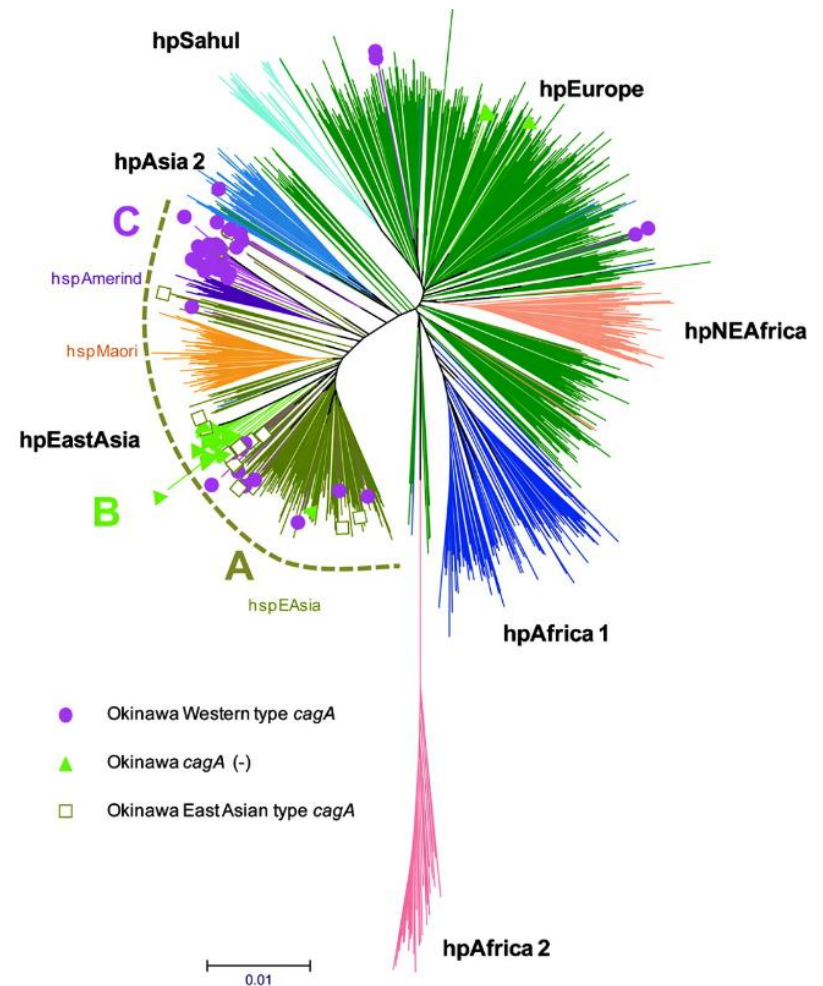 hpSahul
hpEurope
hpAsia 2
C
hspAmerind
hspMaori
hpNEAfrica
hpEastAsia
B
A
hspEAsia
hpAfrica 1
Okinawa Western type cagA
Okinawa cagA (-)
Okinawa East Asian type cagA
hpAfrica 2
0.01